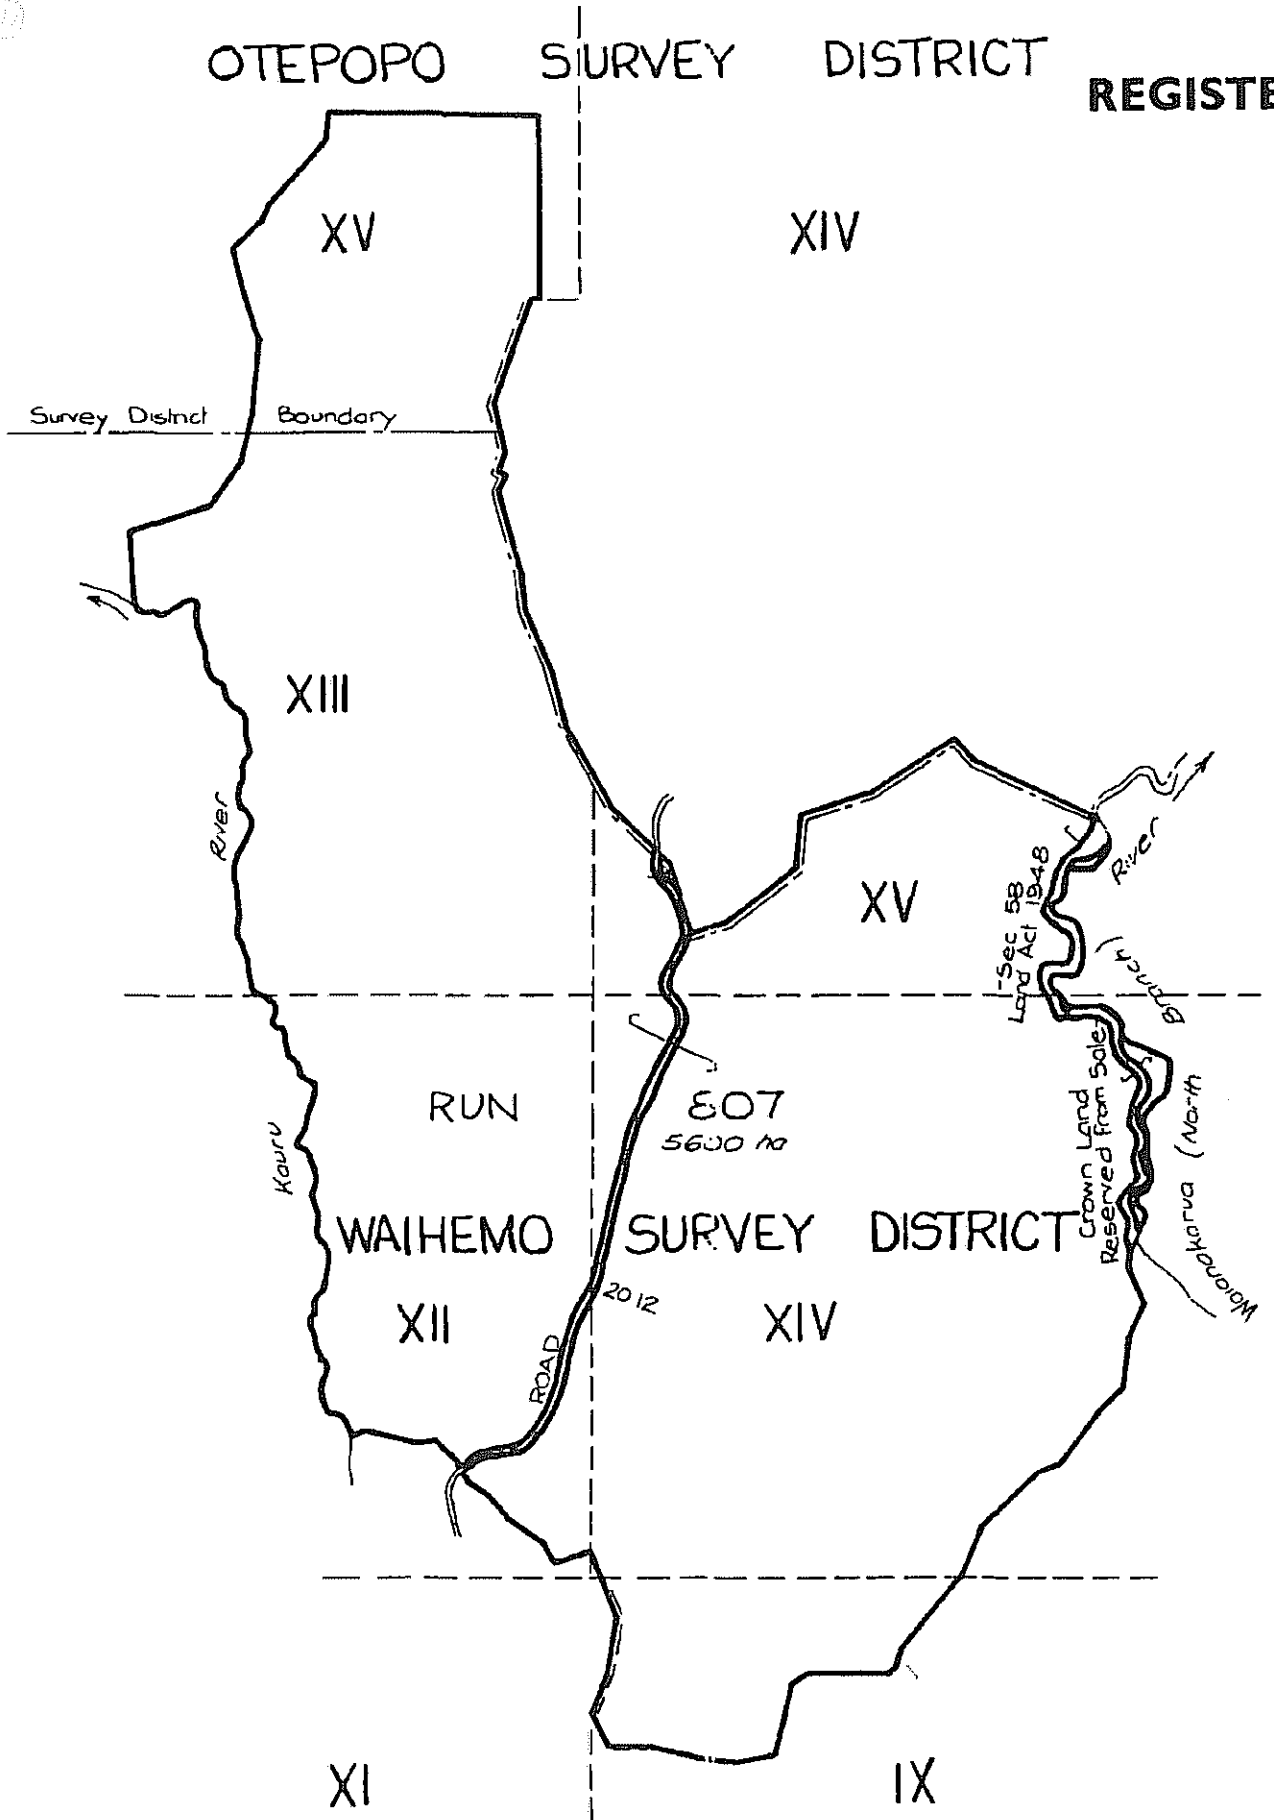 OTEPOPO SURVEY DISTRICT
REGISTE
XV
XIV
Survey District Boundary
XIII
River
River
XV
Sec 58
Land Act 1948
Branch)
RUN 807
5600 ha
Kauru
Crown Land
Reserved from Sale
Waianakarua (North
WAIHEMO SURVEY DISTRICT
2012
XII
XIV
ROAD
XI
IX